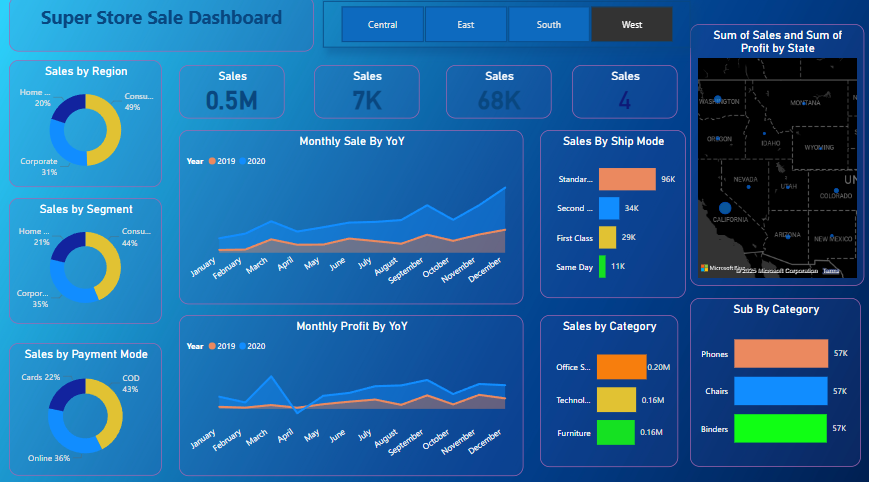 Super Store Sale Dashboard
Central
East
South
West
Sum of Sales and Sum of
Profit by State
Sales by Region
Home ...
20%
Consu...
49%
Corporate
31%
Sales
0.5M
Sales
7K
Sales
68K
Sales
4
Monthly Sale By YoY
Year 2019 2020
January
February
March
April
May
June
July
August
September
October
November
December
Sales By Ship Mode
Standar... 96K
Second ... 34K
First Class 29K
Same Day 11K
WASHINGTON
MONTANA
OREGON
IDAHO
WYOMING
NEVADA
UTAH
COLORADO
CALIFORNIA
ARIZONA
NEW MEXICO
UN
© 2025 Microsoft Corporation Terms
Sales by Segment
Home ...
21%
Consu...
44%
Corpor...
35%
Monthly Profit By YoY
Year 2019 2020
January
February
March
April
May
June
July
August
September
October
November
December
Sales by Category
Office S... 0.20M
Technol... 0.16M
Furniture 0.16M
Sub By Category
Phones 57K
Chairs 57K
Binders 57K
Sales by Payment Mode
Cards 22%
COD
43%
Online 36%